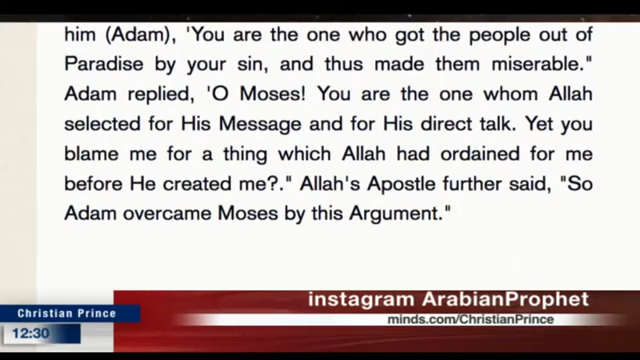 him (Adam), 'You are the one who got the people out of
Paradise by your sin, and thus made them miserable."
Adam replied, 'O Moses! You are the one whom Allah
selected for His Message and for His direct talk. Yet you
blame me for a thing which Allah had ordained for me
before He created me?." Allah's Apostle further said, "So
Adam overcame Moses by this Argument."
instagram ArabianProphet
Christian Prince
minds.com/ChristianPrince
12:30